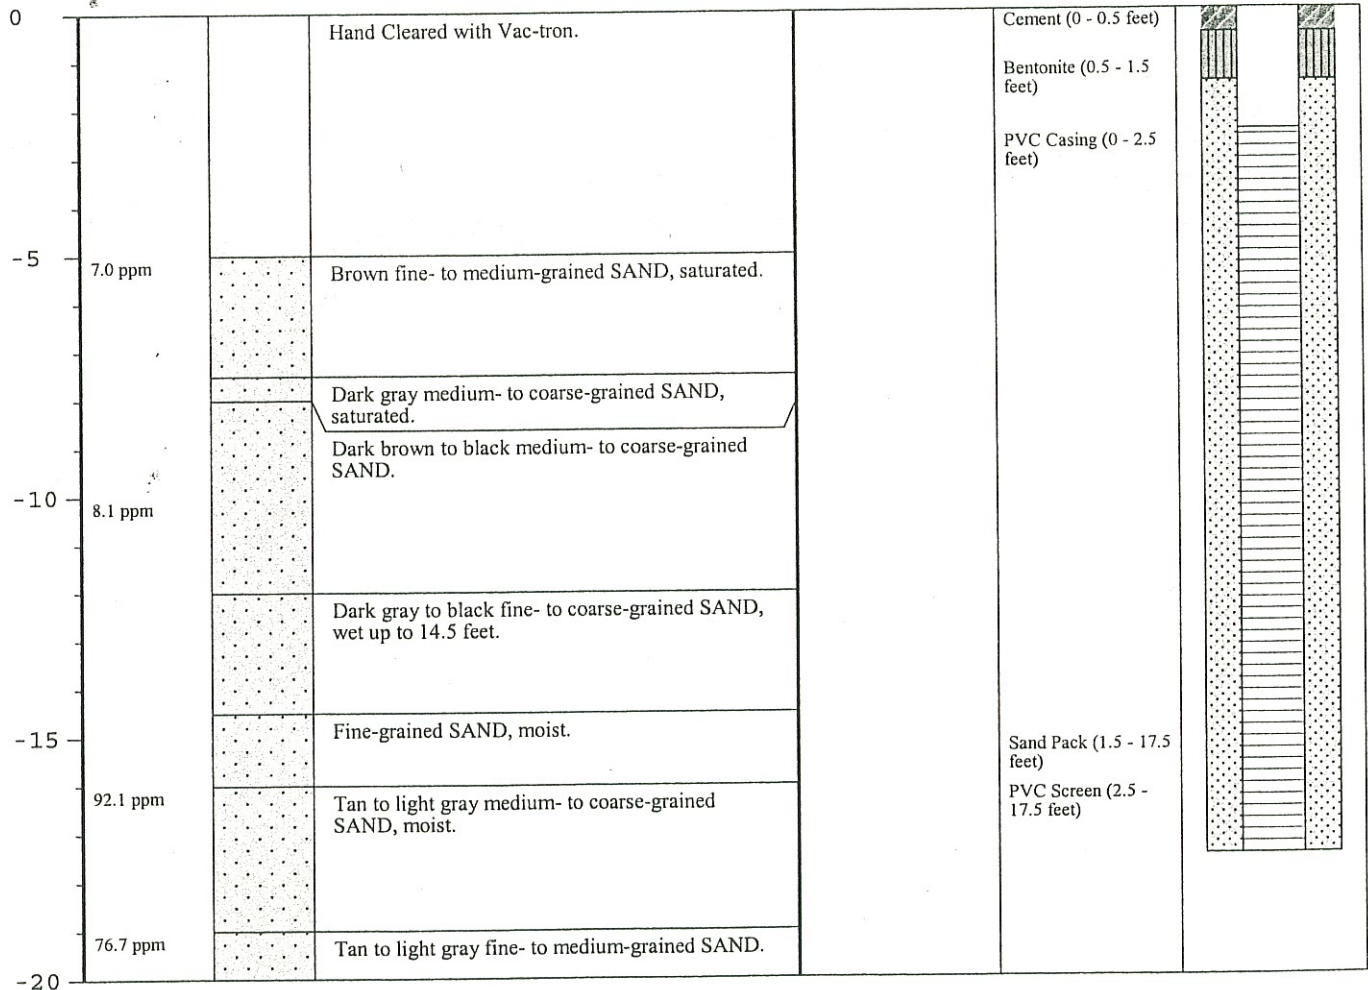 0
Hand Cleared with Vac-tron.
Cement (0 - 0.5 feet)
Bentonite (0.5 - 1.5
feet)
PVC Casing (0 - 2.5
feet)
-5
7.0 ppm
Brown fine- to medium-grained SAND, saturated.
Dark gray medium- to coarse-grained SAND,
saturated.
Dark brown to black medium- to coarse-grained
SAND.
-10
8.1 ppm
Dark gray to black fine- to coarse-grained SAND,
wet up to 14.5 feet.
Fine-grained SAND, moist.
-15
Sand Pack (1.5 - 17.5
feet)
92.1 ppm
Tan to light gray medium- to coarse-grained
SAND, moist.
PVC Screen (2.5 -
17.5 feet)
76.7 ppm
Tan to light gray fine- to medium-grained SAND.
-20